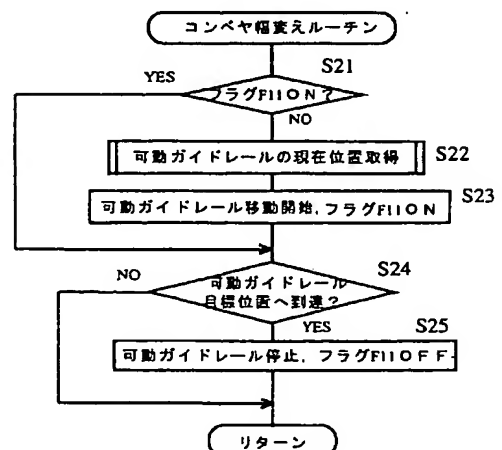 コンベヤ幅変えルーチン
S21
YES
フラグF11ON?
NO
可動ガイドレールの現在位置取得
S22
S23
可動ガイドレール移動開始,フラグF11ON
NO
S24
可動ガイドレール
目標位置へ到達?
YES
S25
可動ガイドレール停止,フラグF11OFF
リターン